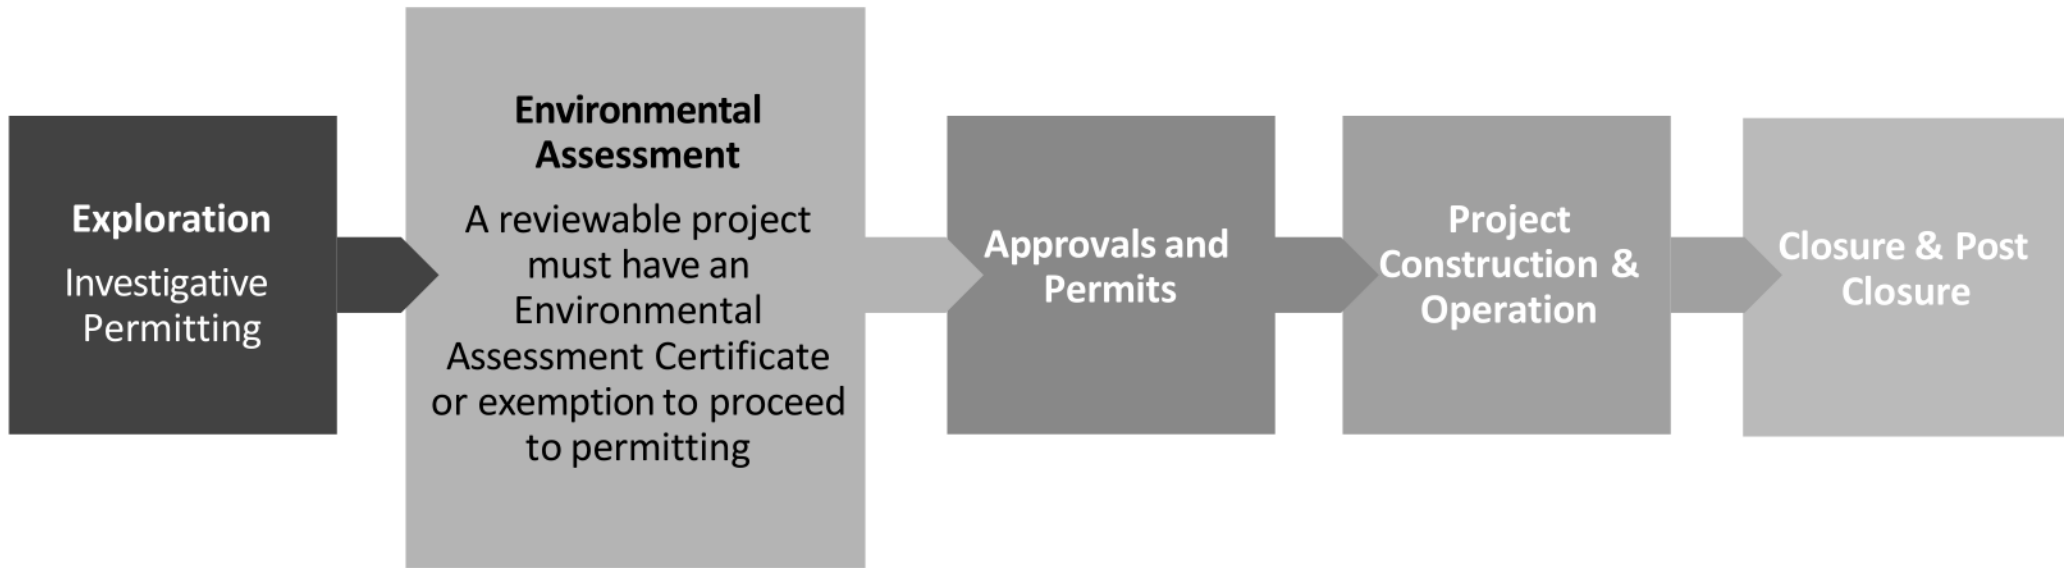 Exploration
Investigative
Permitting
Environmental
Assessment
A reviewable project
must have an
Environmental
Assessment Certificate
or exemption to proceed
to permitting
Approvals and
Permits
Project
Construction &
Operation
Closure & Post
Closure